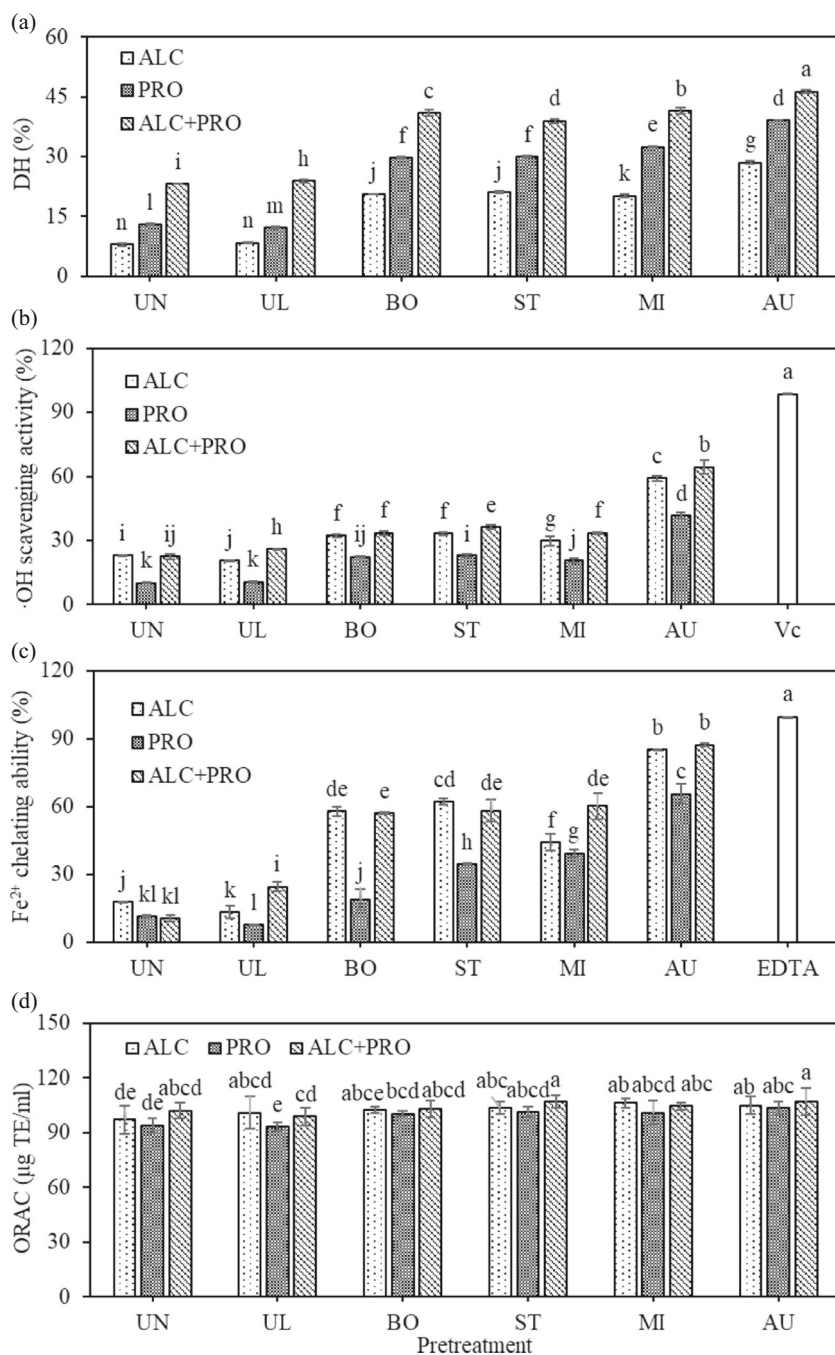 (a)
60
45
30
15
0
DH (%)
ALC
PRO
ALC+PRO
n l i
n m h
j f c
j f d
k e b
g d a
UN UL BO ST MI AU
(b)
120
90
60
30
0
·OH scavenging activity (%)
ALC
PRO
ALC+PRO
i k ij
j k h
f ij f
f i e
g j f
c d b
a
UN UL BO ST MI AU Vc
(c)
120
90
60
30
0
Fe²⁺ chelating ability (%)
ALC
PRO
ALC+PRO
j kl kl
k l i
de j e
cd h de
f g de
b c b
a
UN UL BO ST MI AU EDTA
(d)
150
120
90
60
30
0
ORAC (μg TE/ml)
ALC PRO ALC+PRO
de de abcd
abcd e cd
abce bcd abcd
abc abcd a
ab abcd abc
ab abc a
UN UL BO ST MI AU
Pretreatment